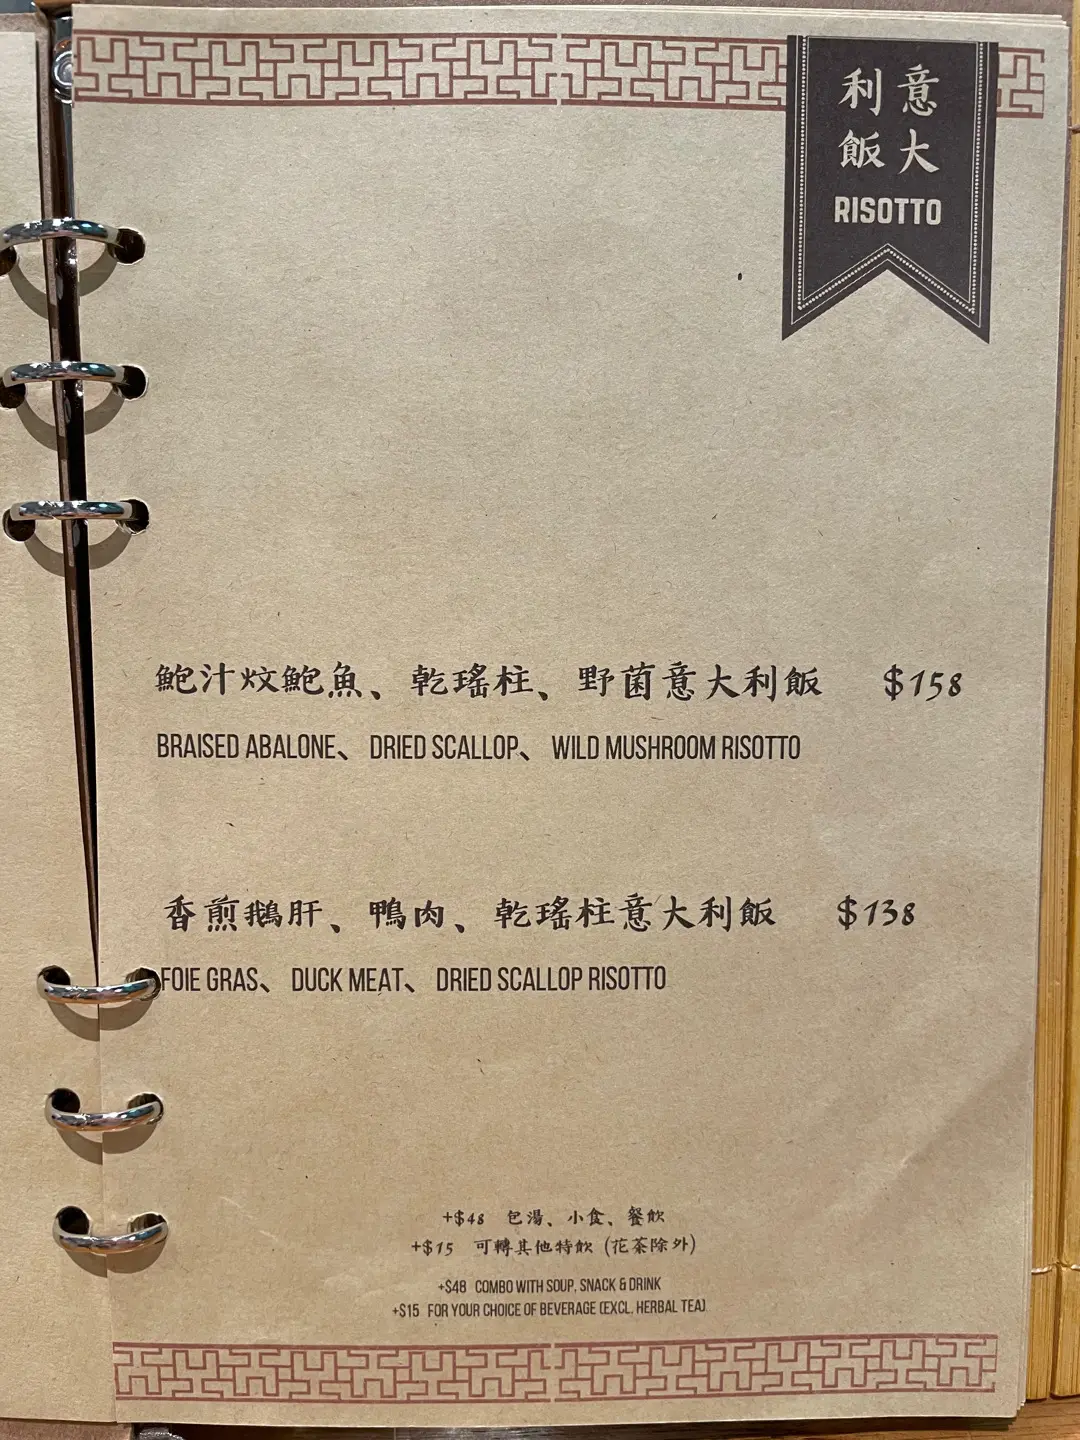 意大利飯
RISOTTO
鮑汁炆鮑魚、乾瑤柱、野菌意大利飯 $158
BRAISED ABALONE、 DRIED SCALLOP、 WILD MUSHROOM RISOTTO
香煎鵝肝、鴨肉、乾瑤柱意大利飯 $138
FOIE GRAS、 DUCK MEAT、 DRIED SCALLOP RISOTTO
+$48 包湯、小食、餐飲
+$15 可轉其他特飲 (花茶除外)
+$48 COMBO WITH SOUP, SNACK & DRINK
+$15 FOR YOUR CHOICE OF BEVERAGE (EXCL. HERBAL TEA)